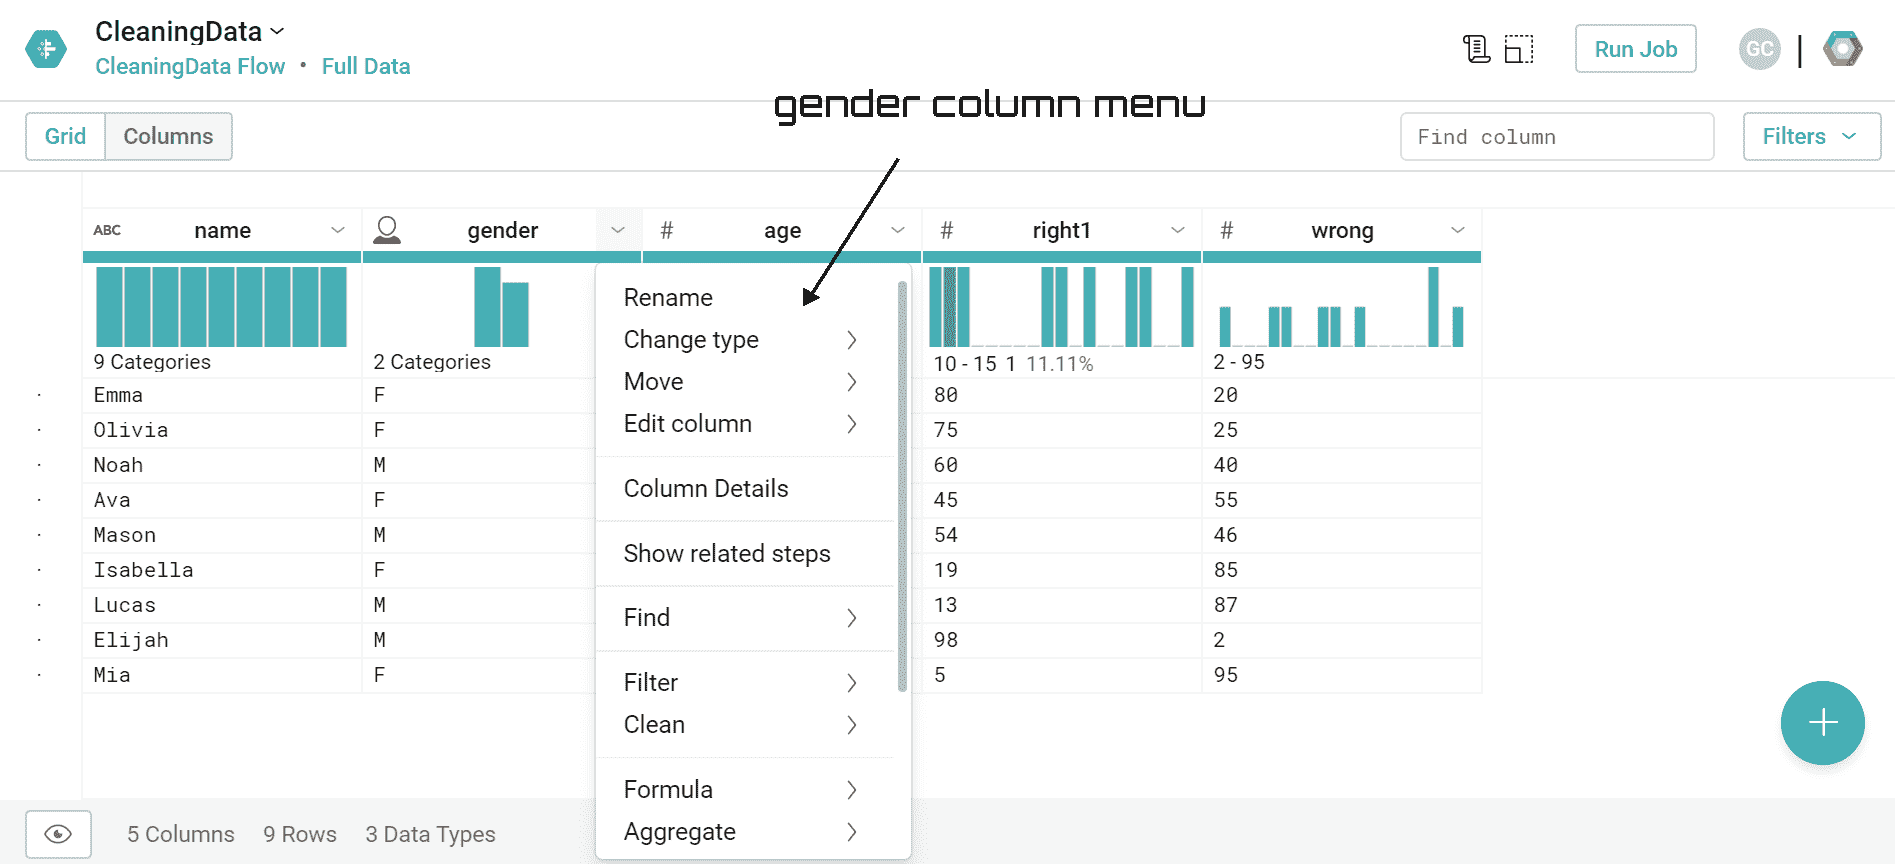 CleaningData
CleaningData Flow • Full Data
Run Job
GC
gender column menu
Grid
Columns
Find column
Filters
ABC name
gender
# age
# right1
# wrong
9 Categories
2 Categories
10 - 15 1 11.11%
2 - 95
Emma F 80 20
Olivia F 75 25
Noah M 60 40
Ava F 45 55
Mason M 54 46
Isabella F 19 85
Lucas M 13 87
Elijah M 98 2
Mia F 5 95
Rename
Change type
Move
Edit column
Column Details
Show related steps
Find
Filter
Clean
Formula
Aggregate
5 Columns 9 Rows 3 Data Types